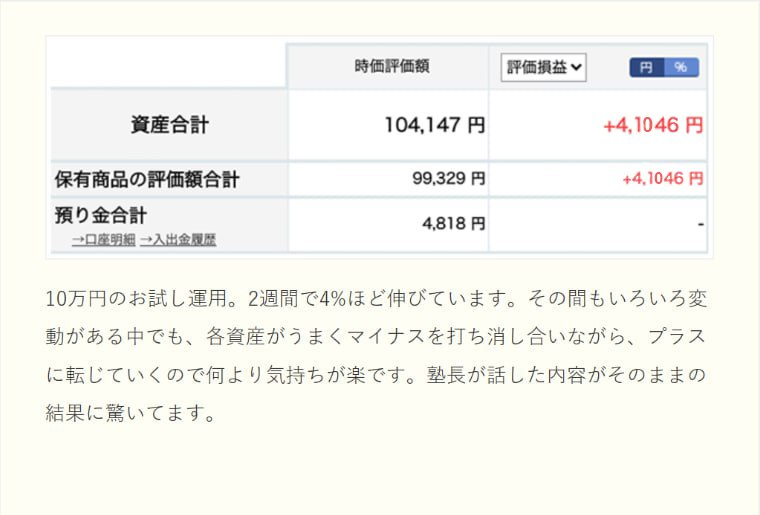 時価評価額 評価損益 円 %
資産合計 104,147 円 +4,1046 円
保有商品の評価額合計 99,329 円 +4,1046 円
預り金合計 4,818 円 -
→口座明細 →入出金履歴
10万円のお試し運用。2週間で4%ほど伸びています。その間もいろいろ変
動がある中でも、各資産がうまくマイナスを打ち消し合いながら、プラス
に転じていくので何より気持ちが楽です。塾長が話した内容がそのままの
結果に驚いてます。